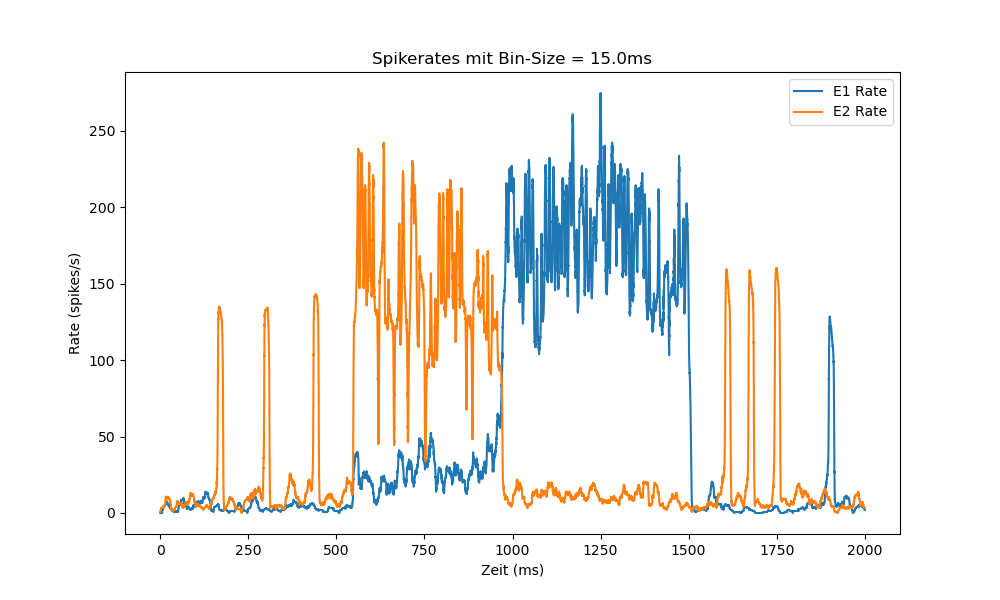 Spikerates mit Bin-Size = 15.0ms
E1 Rate
E2 Rate
Rate (spikes/s)
250
200
150
100
50
0
0 250 500 750 1000 1250 1500 1750 2000
Zeit (ms)